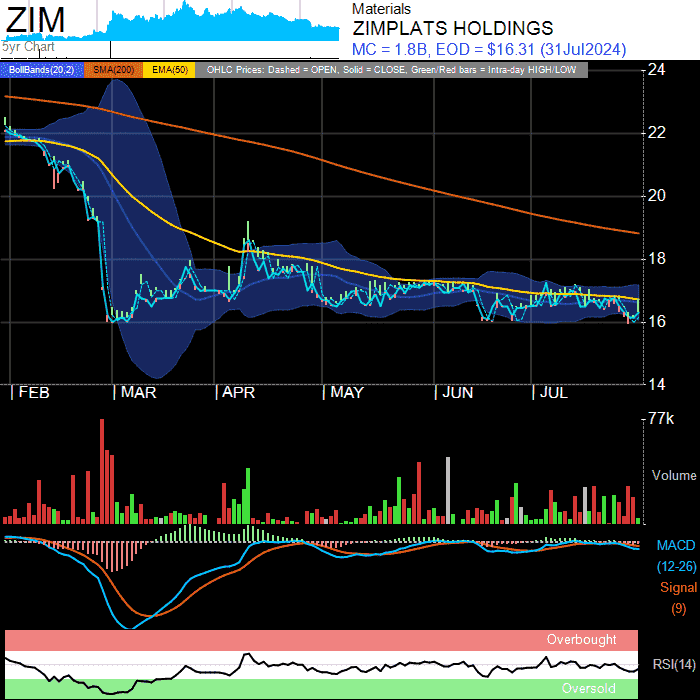 ZIM
5yr Chart
Materials
ZIMPLATS HOLDINGS
MC = 1.8B, EOD = $16.31 (31Jul2024)
BollBands(20,2) SMA(200) EMA(50) OHLC Prices: Dashed = OPEN, Solid = CLOSE, Green/Red bars = Intra-day HIGH/LOW
24
22
20
18
16
14
| FEB | MAR | APR | MAY | JUN | JUL
77k
Volume
MACD
(12-26)
Signal
(9)
Overbought
RSI(14)
Oversold